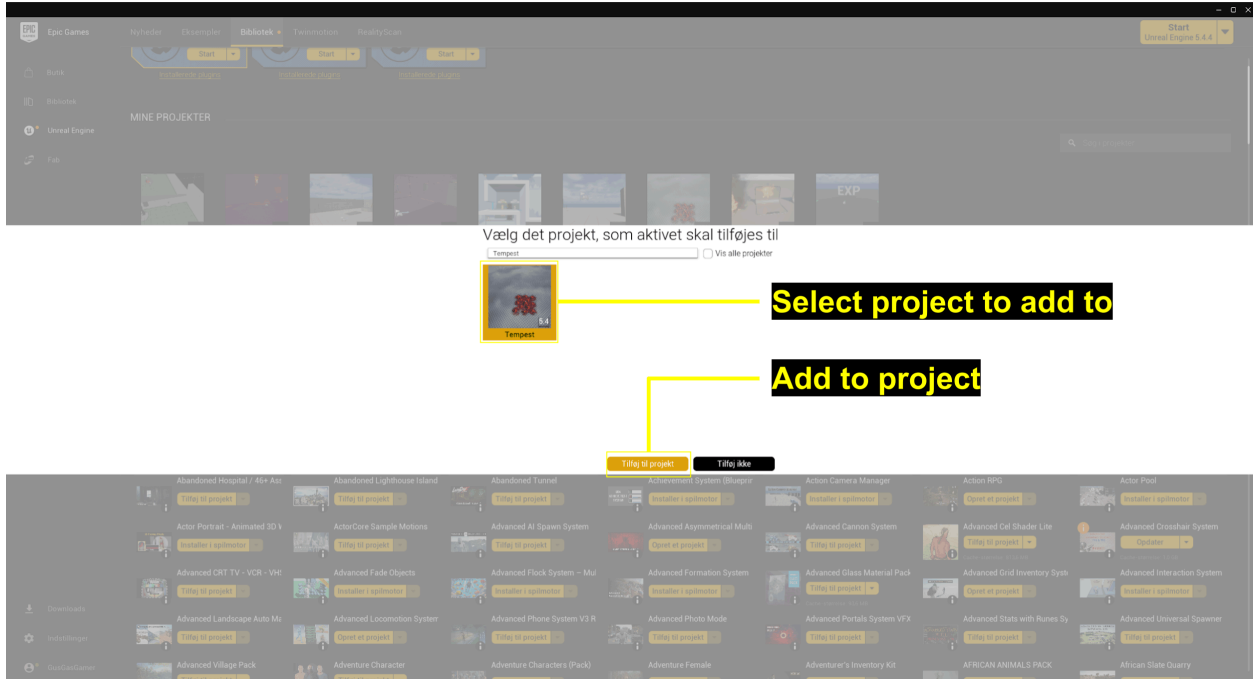 EPIC GAMES
Epic Games
Nyheder
Eksempler
Bibliotek
Twinmotion
RealityScan
Start
Unreal Engine 5.4.4
Start
Start
Start
Installerede plugins
Installerede plugins
Installerede plugins
Butik
Bibliotek
Unreal Engine
Fab
MINE PROJEKTER
EXP
Vælg det projekt, som aktivet skal tilføjes til
Tempest
Vis alle projekter
5.4
Tempest
Select project to add to
Add to project
Tilføj til projekt
Tilføj ikke
Abandoned Hospital / 46+ Ass
Abandoned Lighthouse Island
Abandoned Tunnel
Achievement System (Blueprin
Action Camera Manager
Action RPG
Actor Pool
Tilføj til projekt
Tilføj til projekt
Tilføj til projekt
Installer i spilmotor
Installer i spilmotor
Opret et projekt
Installer i spilmotor
Actor Portrait - Animated 3D
ActorCore Sample Motions
Advanced AI Spawn System
Advanced Asymmetrical Multi
Advanced Cannon System
Advanced Cel Shader Lite
Advanced Crosshair System
Installer i spilmotor
Tilføj til projekt
Tilføj til projekt
Opret et projekt
Tilføj til projekt
Tilføj til projekt
Opdater
Advanced CRT TV - VCR - VHS
Advanced Fade Objects
Advanced Flock System – Mul
Advanced Formation System
Advanced Glass Material Pack
Advanced Grid Inventory Syste
Advanced Interaction System
Tilføj til projekt
Installer i spilmotor
Installer i spilmotor
Installer i spilmotor
Tilføj til projekt
Opret et projekt
Installer i spilmotor
Downloads
Advanced Landscape Auto Ma
Advanced Locomotion System
Advanced Phone System V3 R
Advanced Photo Mode
Advanced Portals System VFX
Advanced Stats with Runes Sy
Advanced Universal Spawner
Indstillinger
Tilføj til projekt
Opret et projekt
Tilføj til projekt
Tilføj til projekt
Tilføj til projekt
Tilføj til projekt
Tilføj til projekt
GusGasGamer
Advanced Village Pack
Adventure Character
Adventure Characters (Pack)
Adventure Female
Adventurer's Inventory Kit
AFRICAN ANIMALS PACK
African Slate Quarry